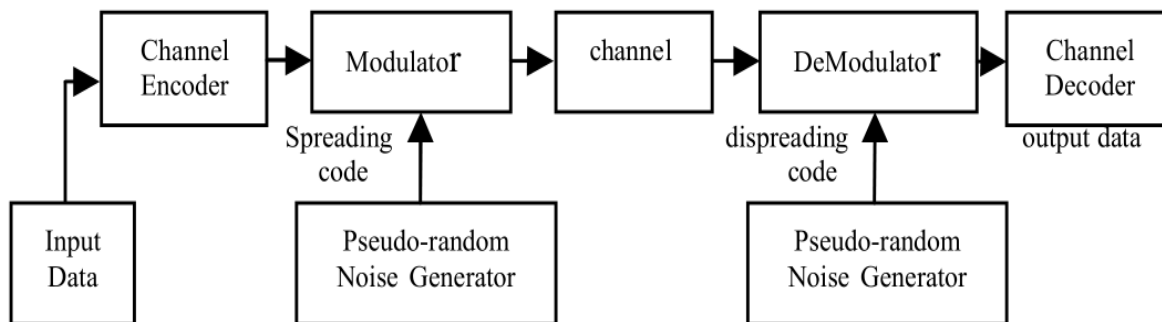 Channel
Encoder
Modulator
channel
DeModulator
Channel
Decoder
Spreading
code
dispreading
code
output data
Input
Data
Pseudo-random
Noise Generator
Pseudo-random
Noise Generator